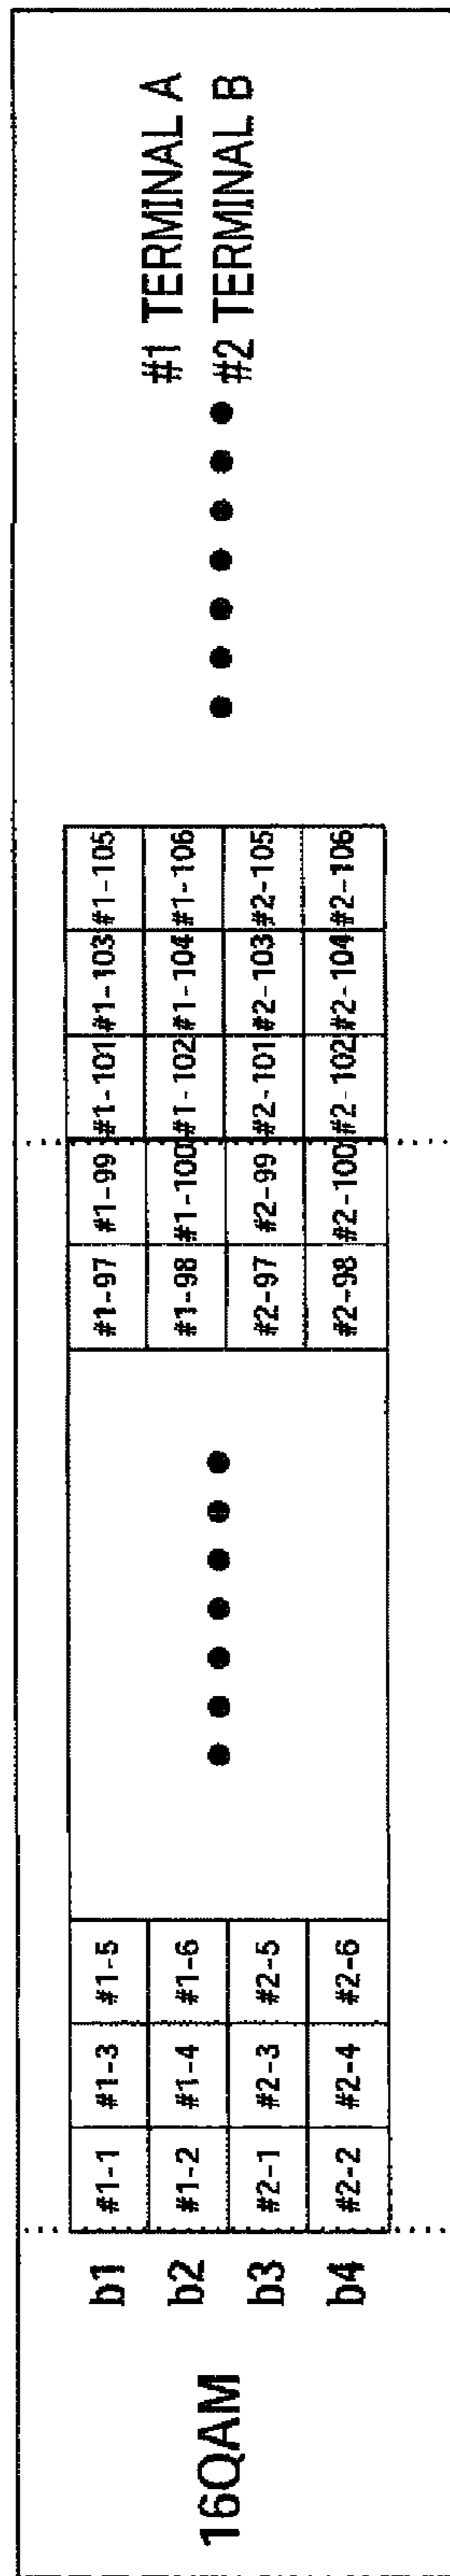 16QAM
b1 #1-1 #1-3 #1-5 #1-97 #1-99 #1-101 #1-103 #1-105
b2 #1-2 #1-4 #1-6 #1-98 #1-100 #1-102 #1-104 #1-106
b3 #2-1 #2-3 #2-5 #2-97 #2-99 #2-101 #2-103 #2-105
b4 #2-2 #2-4 #2-6 #2-98 #2-100 #2-102 #2-104 #2-106
#1 TERMINAL A
#2 TERMINAL B